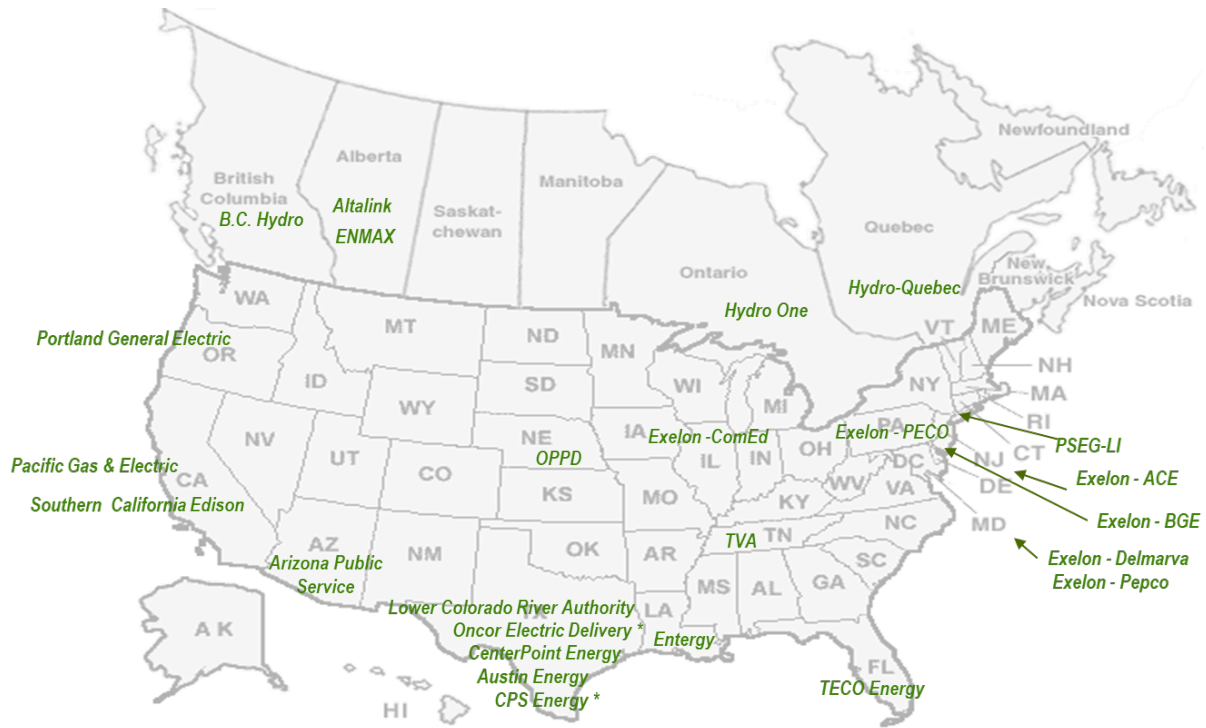 Newfoundland
Alberta
British
Columbia
B.C. Hydro
Altalink
ENMAX
Saskat-
chewan
Manitoba
Ontario
Hydro One
Quebec
Hydro-Quebec
New
Brunswick
Nova Scotia
WA
Portland General Electric
OR
MT
ID
ND
MN
SD
WY
WI
MI
VT
ME
NH
NY
MA
RI
CT
NV
UT
CO
NE
OPPD
IA
Exelon -ComEd
IL
IN
OH
PA
Exelon - PECO
PSEG-LI
NJ
Exelon - ACE
DE
DC
MD
Exelon - BGE
Exelon - Delmarva
Exelon - Pepco
Pacific Gas & Electric
CA
Southern California Edison
KS
MO
KY
WV
VA
NC
TVA
TN
AZ
Arizona Public
Service
NM
OK
AR
MS
AL
GA
SC
TX
Lower Colorado River Authority
Oncor Electric Delivery *
CenterPoint Energy
Austin Energy
CPS Energy *
LA
Entergy
FL
TECO Energy
AK
HI